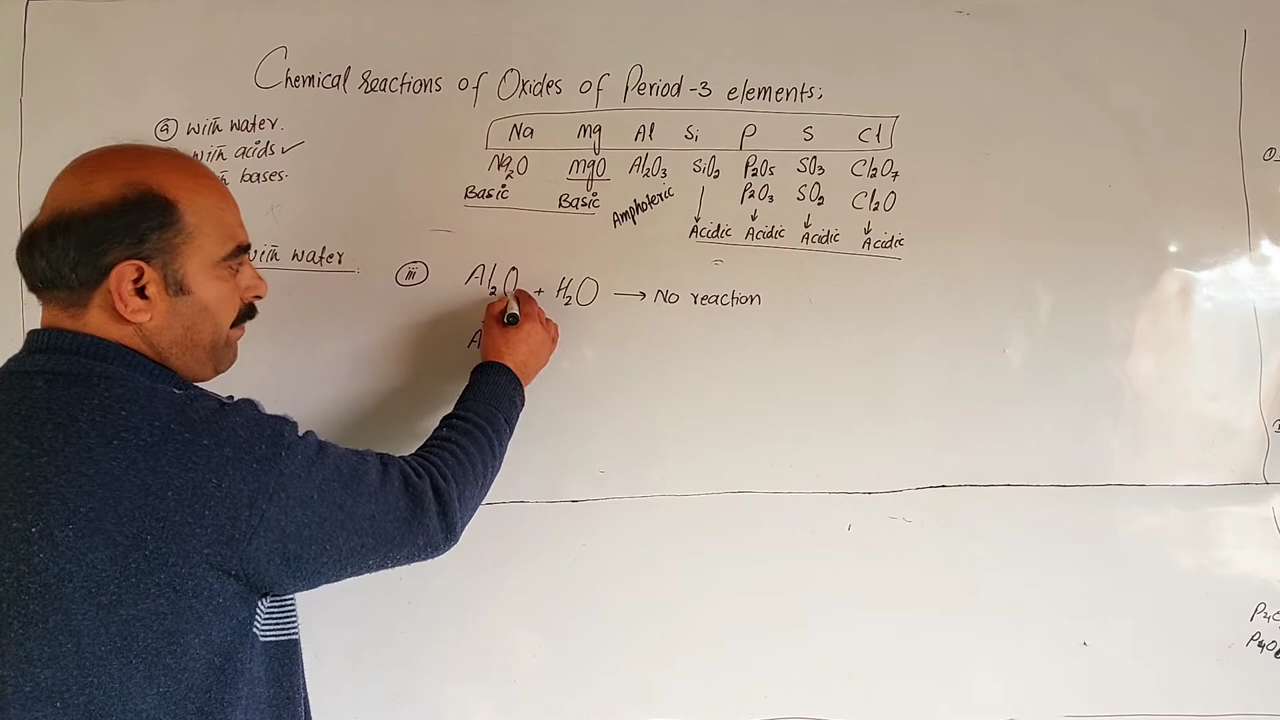 Chemical reactions of Oxides of Period-3 elements;
ⓐ with water.
with acids ✓
bases.
Na Mg Al Si P S Cl
Na₂O MgO Al₂O₃ SiO₂ P₂O₅ SO₃ Cl₂O₇
P₂O₃ SO₂ Cl₂O
Basic Basic Amphoteric
↓ Acidic ↓ Acidic ↓ Acidic ↓ Acidic
with water
ⅲ Al₂O + H₂O → No reaction
A